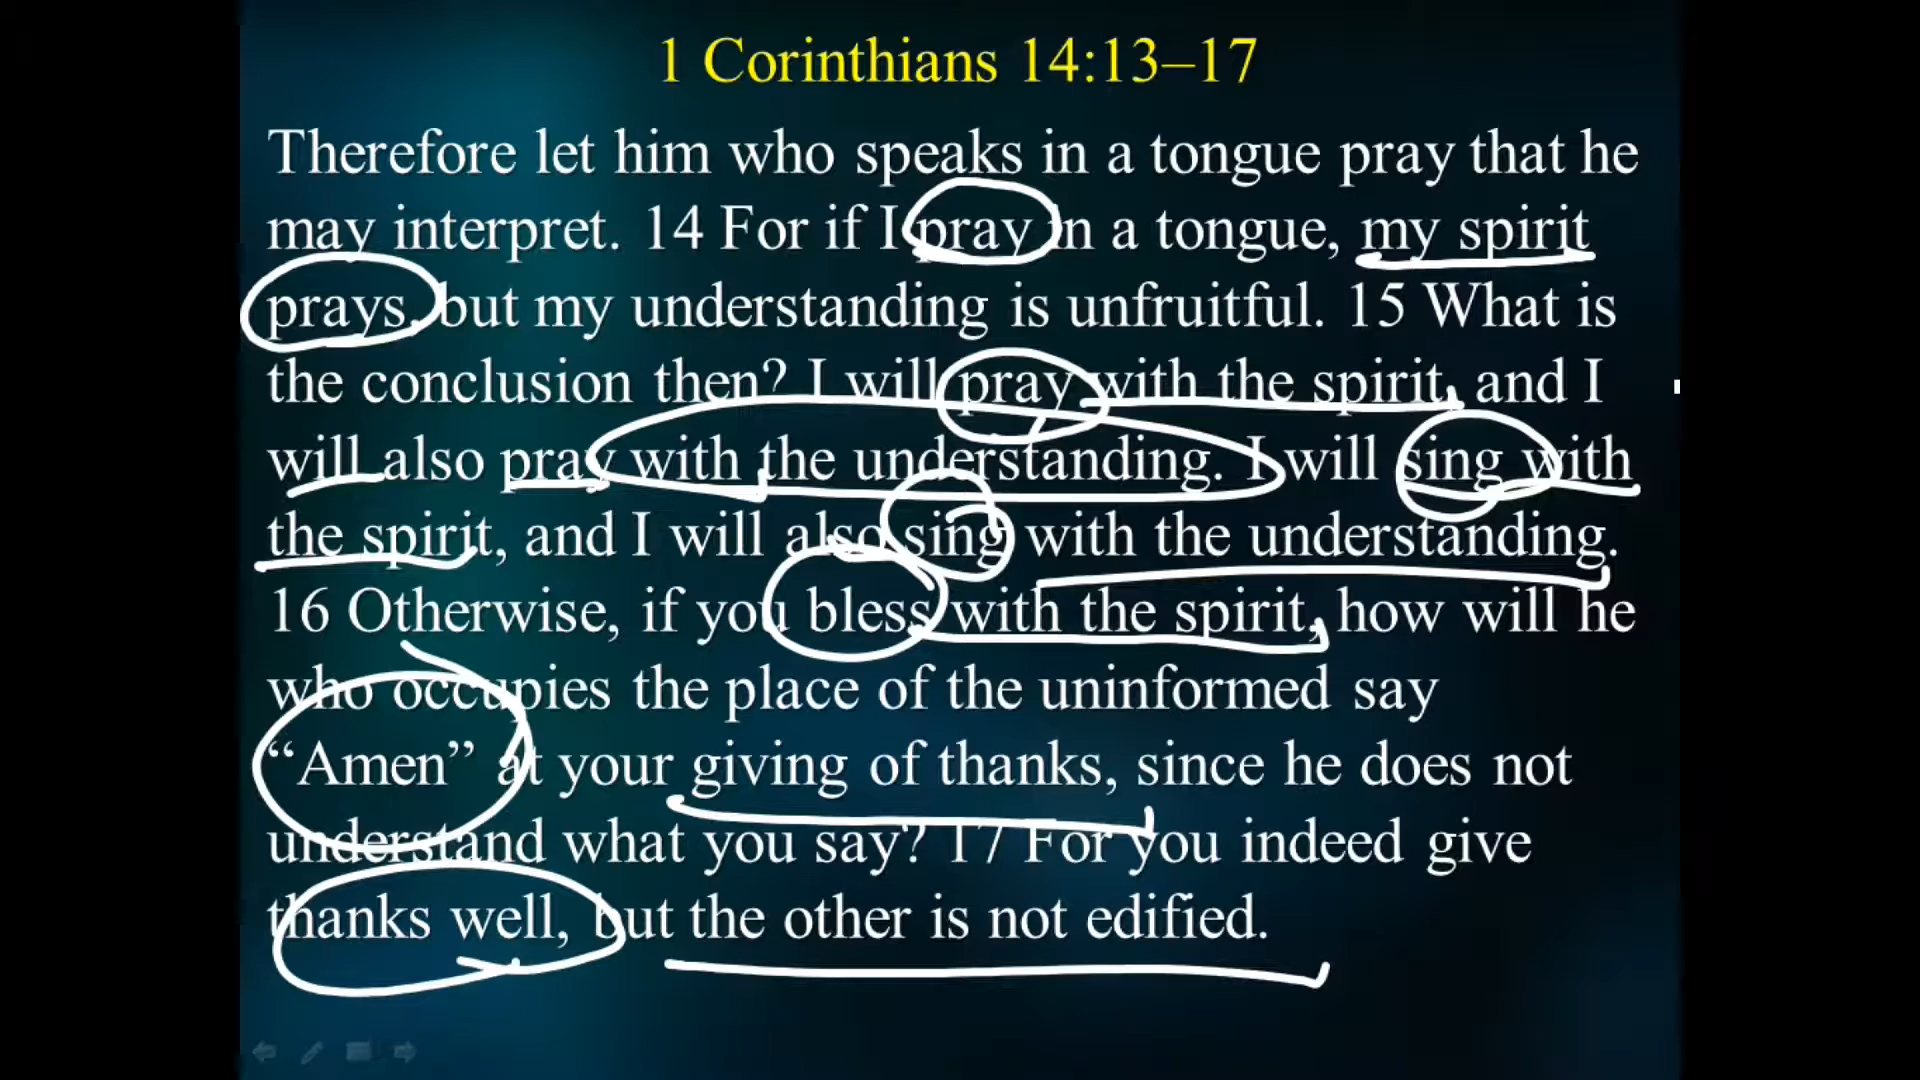 1 Corinthians 14:13–17
Therefore let him who speaks in a tongue pray that he
may interpret. 14 For if I pray in a tongue, my spirit
prays, but my understanding is unfruitful. 15 What is
the conclusion then? I will pray with the spirit, and I
will also pray with the understanding. I will sing with
the spirit, and I will also sing with the understanding.
16 Otherwise, if you bless with the spirit, how will he
who occupies the place of the uninformed say
“Amen” at your giving of thanks, since he does not
understand what you say? 17 For you indeed give
thanks well, but the other is not edified.